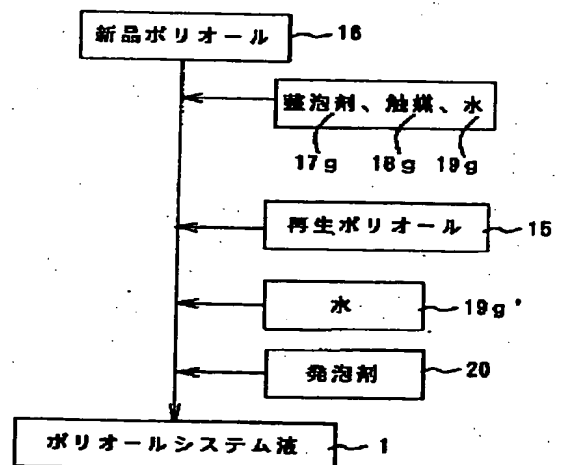 新品ポリオール 16
整泡剤、触媒、水
17g 18g 19g
再生ポリオール 15
水 19g'
発泡剤 20
ポリオールシステム液 1